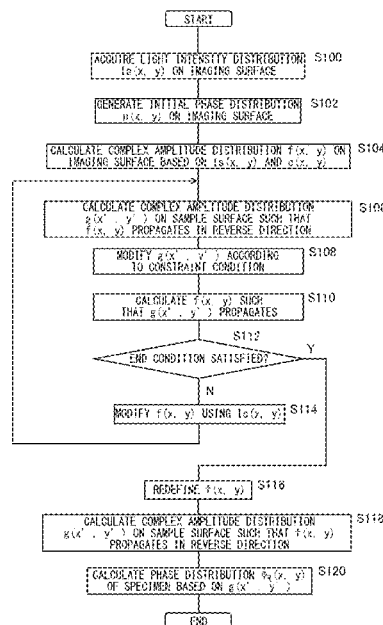 START
ACQUIRE LIGHT INTENSITY DISTRIBUTION
Is(x, y) ON IMAGING SURFACE
S100
GENERATE INITIAL PHASE DISTRIBUTION
(x, y) ON IMAGING SURFACE
S102
CALCULATE COMPLEX AMPLITUDE DISTRIBUTION f(x, y) ON
IMAGING SURFACE BASED ON Is(x, y) AND (x, y)
S104
CALCULATE COMPLEX AMPLITUDE DISTRIBUTION
g(x', y') ON SAMPLE SURFACE SUCH THAT
f(x, y) PROPAGATES IN REVERSE DIRECTION
S106
MODIFY g(x', y') ACCORDING
TO CONSTRAINT CONDITION
S108
CALCULATE f(x, y) SUCH
THAT g(x', y') PROPAGATES
S110
S112
END CONDITION SATISFIED?
Y
N
MODIFY f(x, y) USING Is(x, y)
S114
REDEFINE f(x, y)
S116
CALCULATE COMPLEX AMPLITUDE DISTRIBUTION
g(x', y') ON SAMPLE SURFACE SUCH THAT f(x, y)
PROPAGATES IN REVERSE DIRECTION
S118
CALCULATE PHASE DISTRIBUTION (x, y)
OF SPECIMEN BASED ON g(x', y')
S120
END